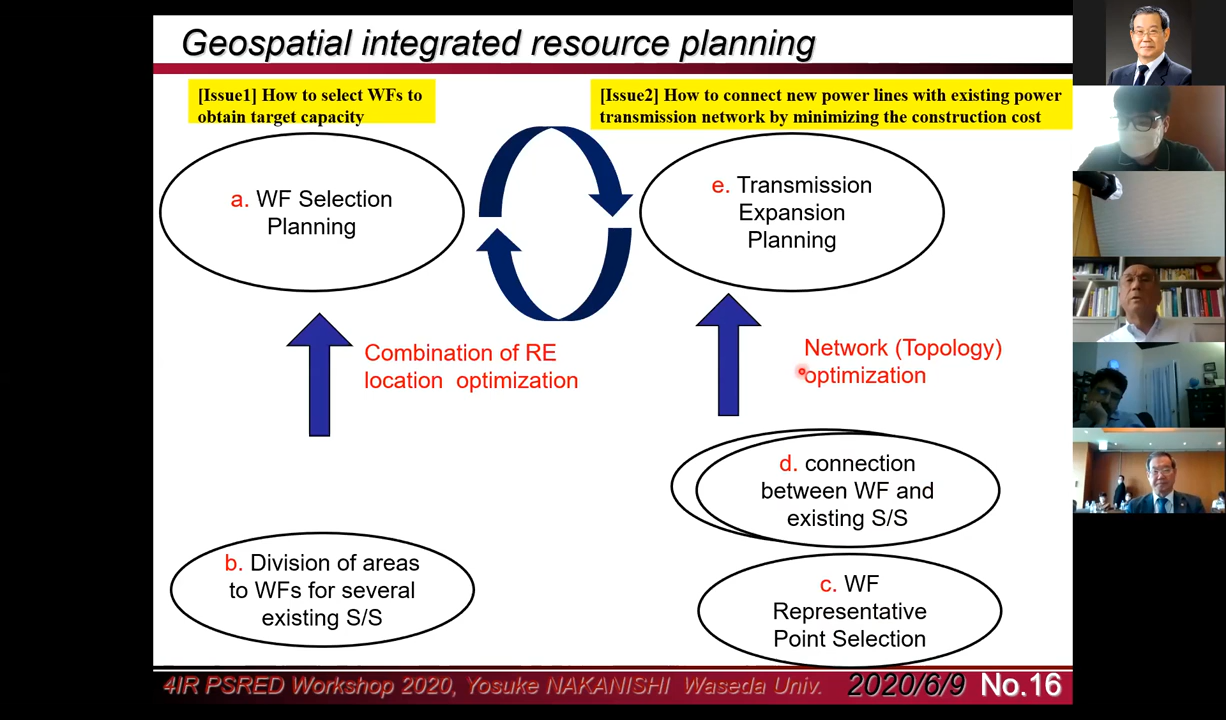 Geospatial integrated resource planning
[Issue1] How to select WFs to
obtain target capacity
[Issue2] How to connect new power lines with existing power
transmission network by minimizing the construction cost
a. WF Selection
Planning
e. Transmission
Expansion
Planning
Combination of RE
location optimization
Network (Topology)
optimization
d. connection
between WF and
existing S/S
b. Division of areas
to WFs for several
existing S/S
c. WF
Representative
Point Selection
4IR PSRED Workshop 2020, Yosuke NAKANISHI Waseda Univ. 2020/6/9 No.16